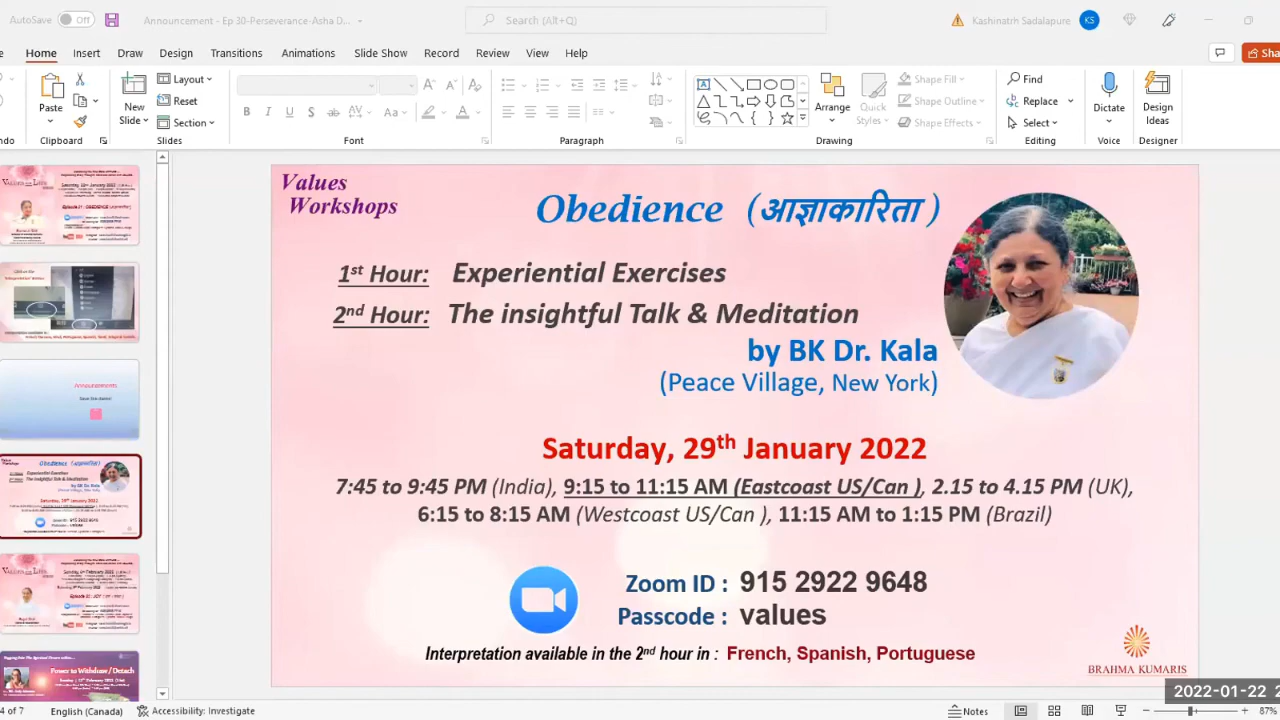 AutoSave Off Announcement - Ep 30-Perseverance-Asha D... Search (Alt+Q) Kashinatrh Sadalapure KS
Home Insert Draw Design Transitions Animations Slide Show Record Review View Help
Paste
New
Slide
Layout
Reset
Section
Arrange
Quick
Styles
Shape Fill
Shape Outline
Shape Effects
Find
Replace
Select
Dictate
Design
Ideas
Clipboard Slides Font Paragraph Drawing Editing Voice Designer
Values
Workshops
Obedience (आज्ञाकारिता )
1st Hour: Experiential Exercises
2nd Hour: The insightful Talk & Meditation
by BK Dr. Kala
(Peace Village, New York)
Saturday, 29th January 2022
7:45 to 9:45 PM (India), 9:15 to 11:15 AM (Eastcoast US/Can ), 2.15 to 4.15 PM (UK),
6:15 to 8:15 AM (Westcoast US/Can ), 11:15 AM to 1:15 PM (Brazil)
Zoom ID : 915 2922 9648
Passcode : values
Interpretation available in the 2nd hour in : French, Spanish, Portuguese
BRAHMA KUMARIS
2022-01-22 2
4 of 7 English (Canada) Accessibility: Investigate Notes 87%